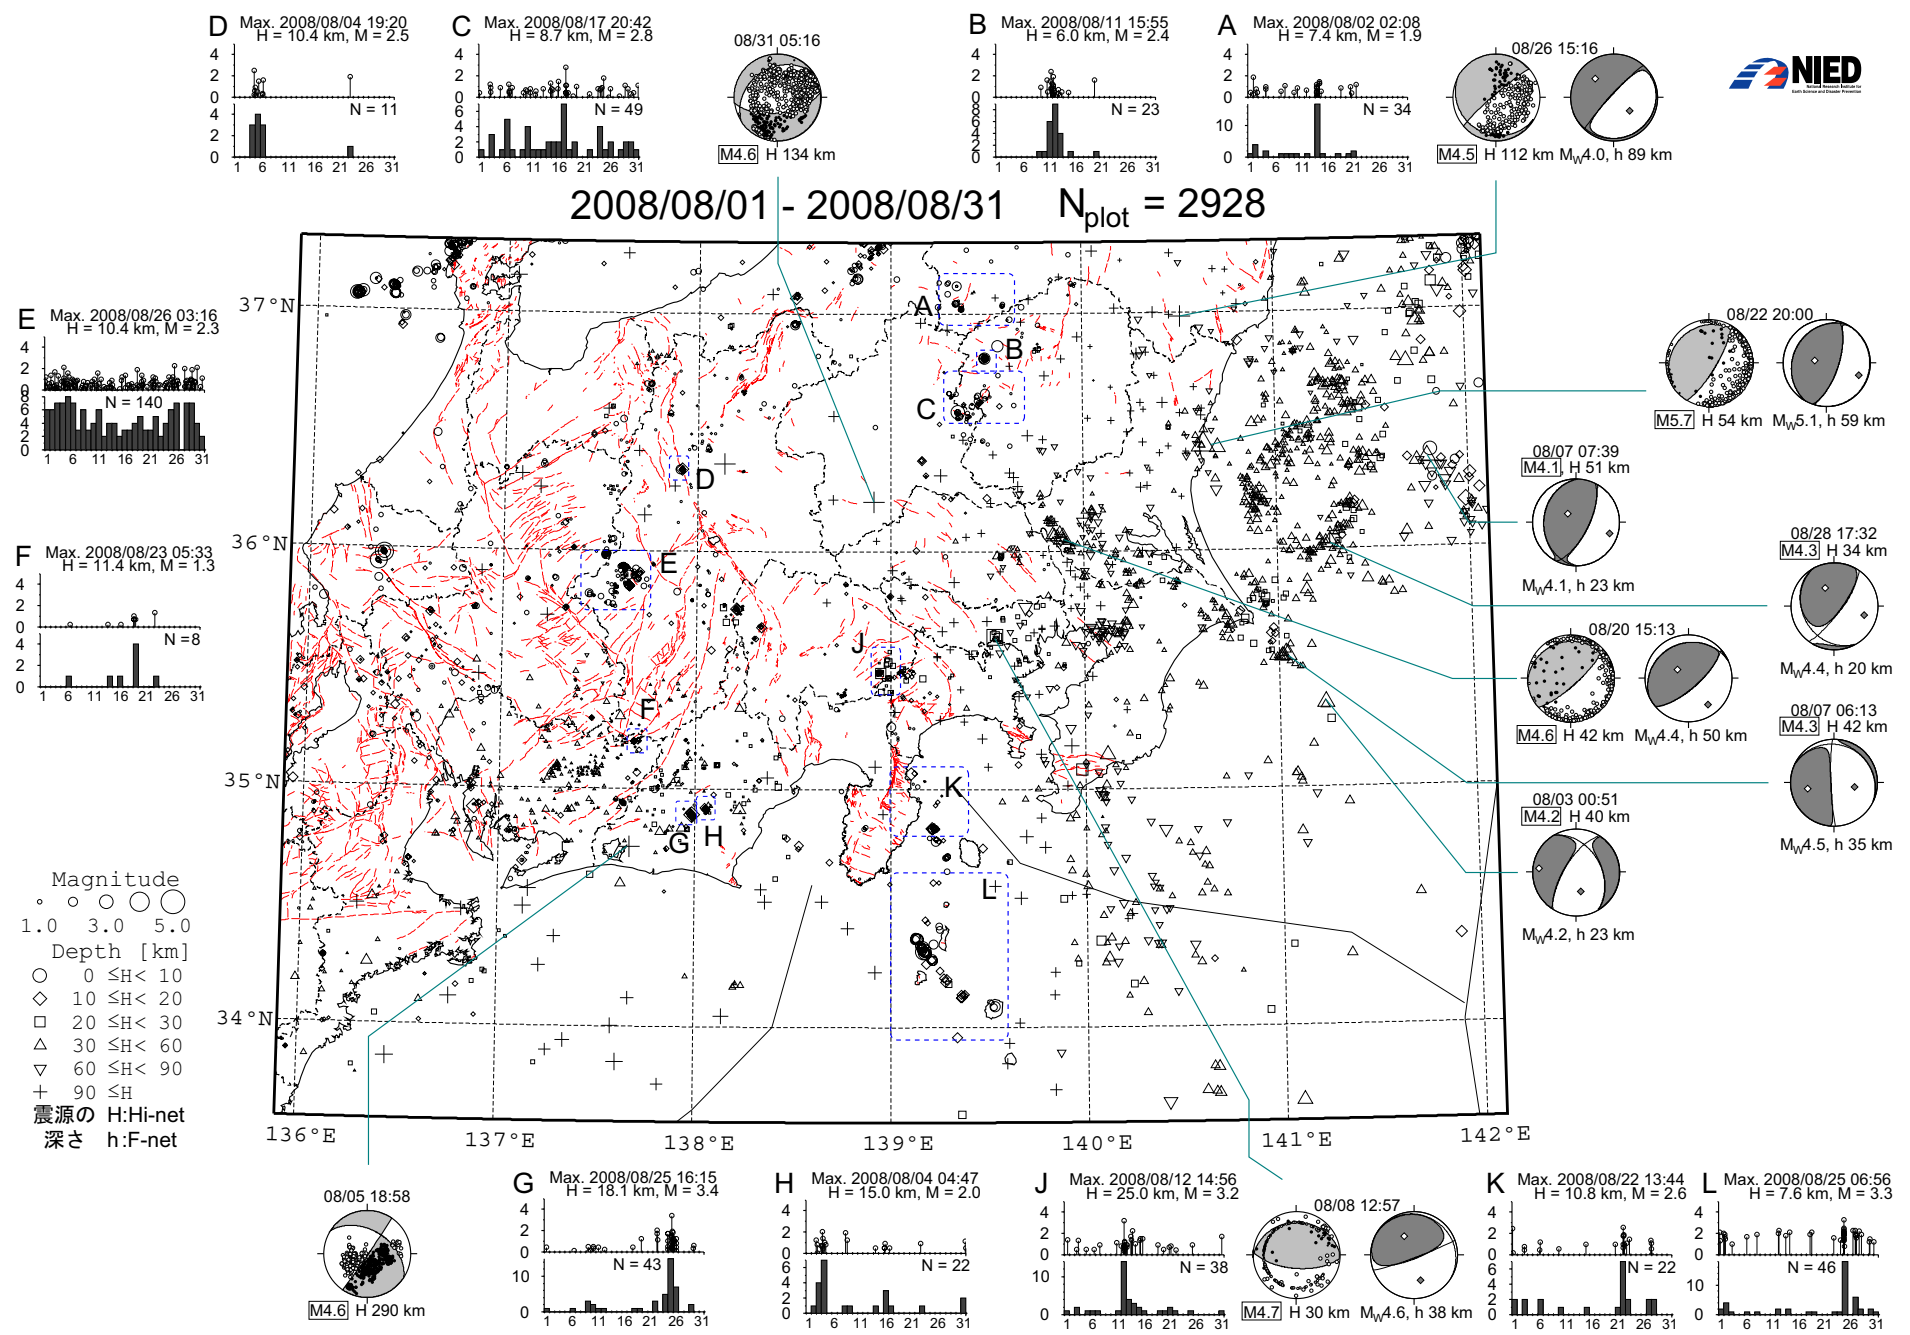 D Max. 2008/08/04 19:20
H = 10.4 km, M = 2.5
N = 11
C Max. 2008/08/17 20:42
H = 8.7 km, M = 2.8
N = 49
08/31 05:16
M4.6 H 134 km
B Max. 2008/08/11 15:55
H = 6.0 km, M = 2.4
N = 23
A Max. 2008/08/02 02:08
H = 7.4 km, M = 1.9
N = 34
08/26 15:16
M4.5 H 112 km MW4.0, h 89 km
NIED
National Research Institute for
Earth Science and Disaster Prevention
2008/08/01 - 2008/08/31 Nplot = 2928
E Max. 2008/08/26 03:16
H = 10.4 km, M = 2.3
N = 140
F Max. 2008/08/23 05:33
H = 11.4 km, M = 1.3
N = 8
37°N
36°N
35°N
34°N
136°E 137°E 138°E 139°E 140°E 141°E 142°E
A
B
C
D
E
F
G
H
J
K
L
08/22 20:00
M5.7 H 54 km MW5.1, h 59 km
08/07 07:39
M4.1, H 51 km
MW4.1, h 23 km
08/28 17:32
M4.3 H 34 km
MW4.4, h 20 km
08/20 15:13
M4.6 H 42 km MW4.4, h 50 km
08/07 06:13
M4.3 H 42 km
MW4.5, h 35 km
08/03 00:51
M4.2 H 40 km
MW4.2, h 23 km
Magnitude
1.0 3.0 5.0
Depth [km]
0 ≤H< 10
10 ≤H< 20
20 ≤H< 30
30 ≤H< 60
60 ≤H< 90
90 ≤H
震源の H:Hi-net
深さ h:F-net
08/05 18:58
M4.6 H 290 km
G Max. 2008/08/25 16:15
H = 18.1 km, M = 3.4
N = 43
H Max. 2008/08/04 04:47
H = 15.0 km, M = 2.0
N = 22
J Max. 2008/08/12 14:56
H = 25.0 km, M = 3.2
N = 38
08/08 12:57
M4.7 H 30 km MW4.6, h 38 km
K Max. 2008/08/22 13:44
H = 10.8 km, M = 2.6
N = 22
L Max. 2008/08/25 06:56
H = 7.6 km, M = 3.3
N = 46